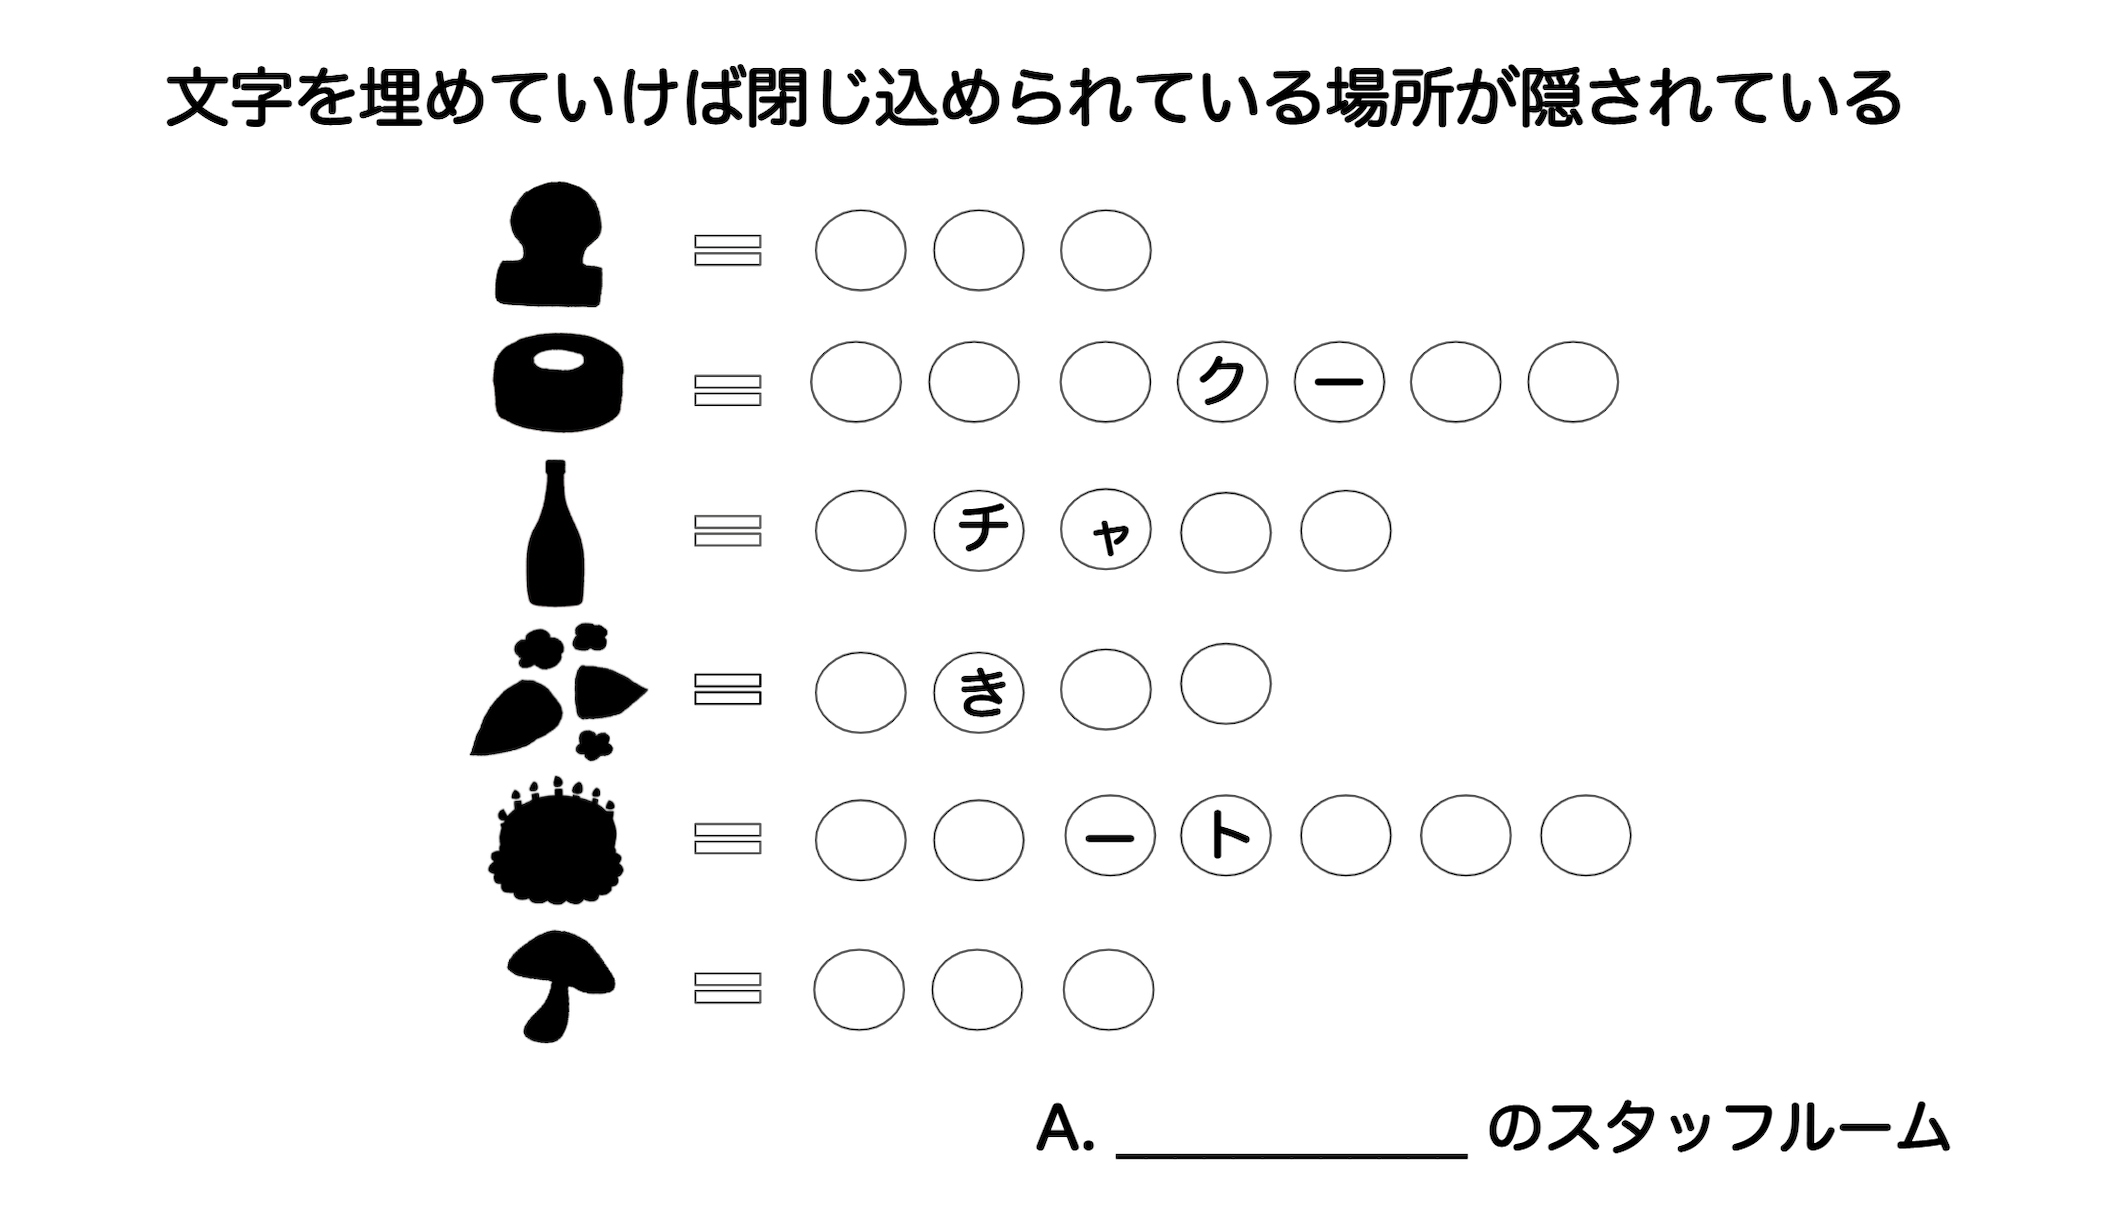 文字を埋めていけば閉じ込められている場所が隠されている
クー
チャ
き
ート
A. のスタッフルーム